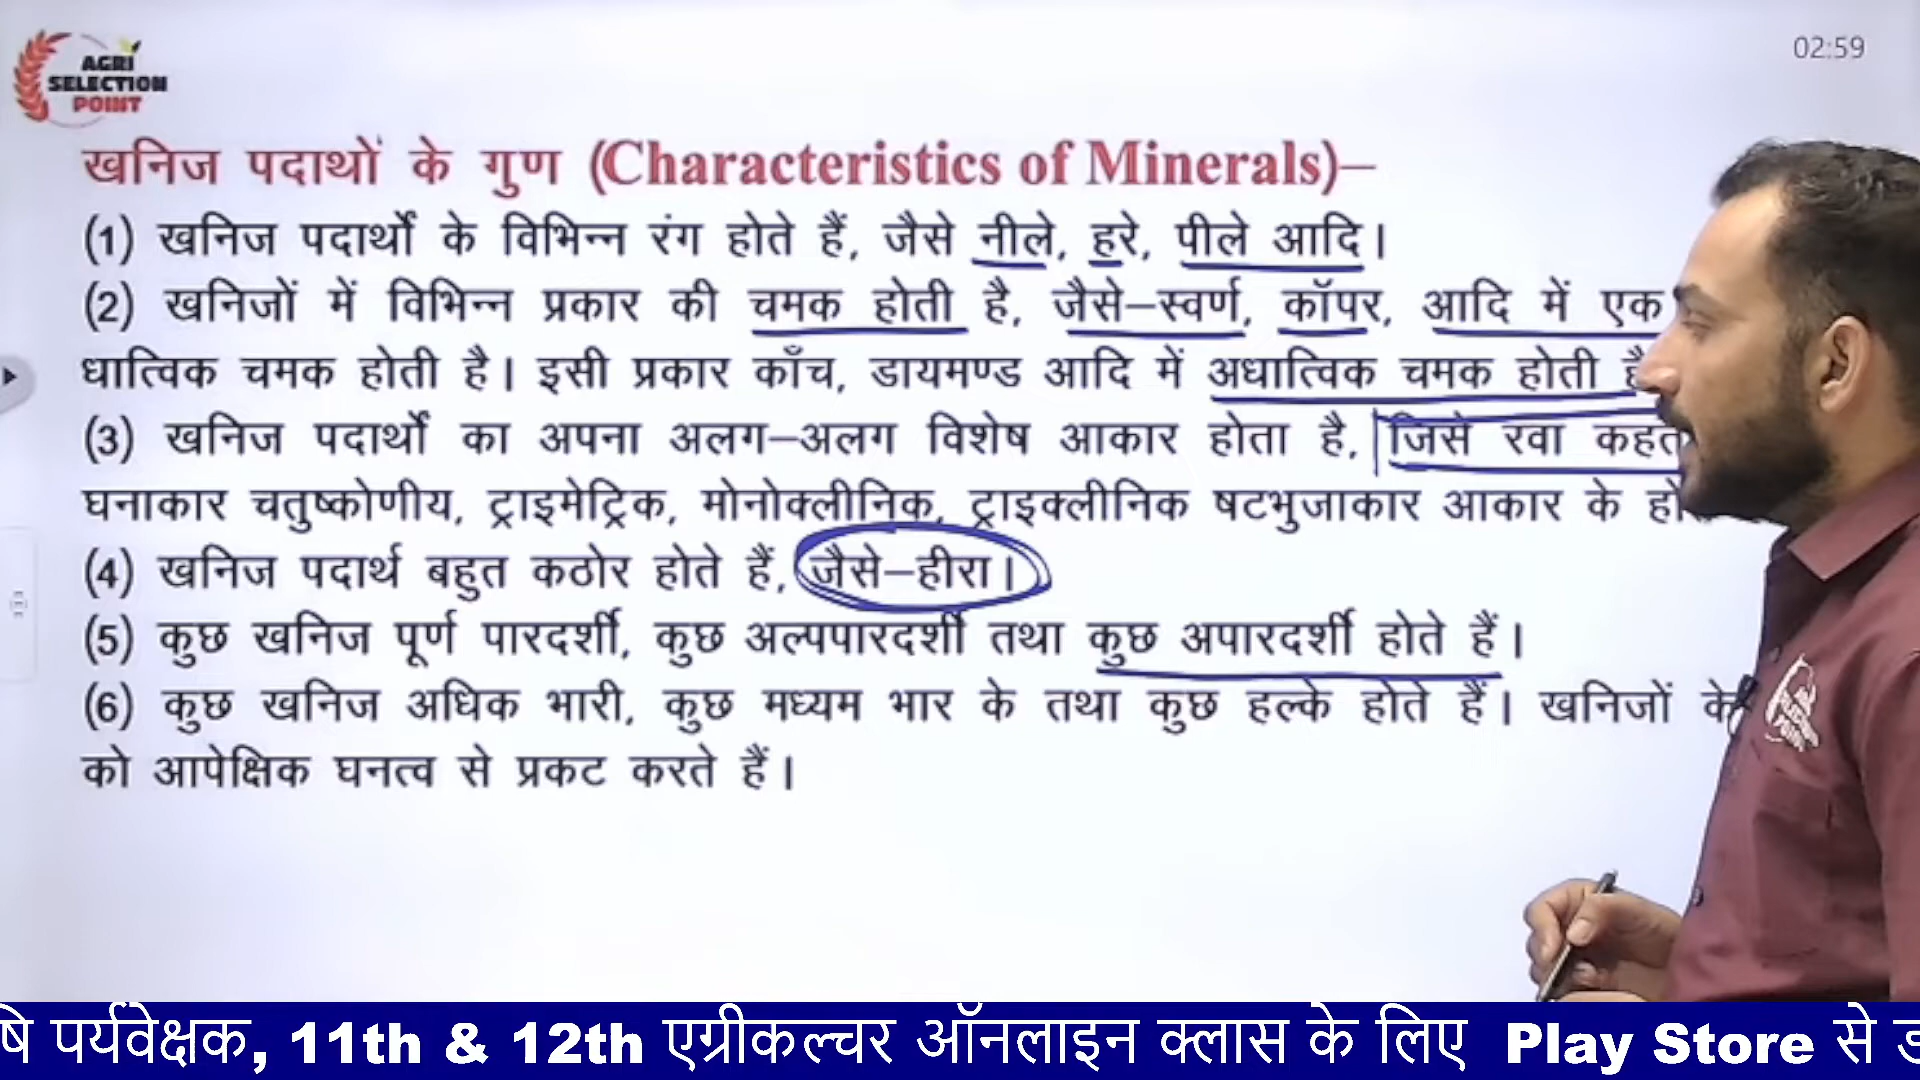 AGRI
SELECTION
POINT
02:59
खनिज पदार्थों के गुण (Characteristics of Minerals)–
(1) खनिज पदार्थों के विभिन्न रंग होते हैं, जैसे नीले, हरे, पीले आदि।
(2) खनिजों में विभिन्न प्रकार की चमक होती है, जैसे–स्वर्ण, कॉपर, आदि में एक
धात्विक चमक होती है। इसी प्रकार काँच, डायमण्ड आदि में अधात्विक चमक होती है
(3) खनिज पदार्थों का अपना अलग–अलग विशेष आकार होता है, जिसे रवा कहत
घनाकार चतुष्कोणीय, ट्राइमेट्रिक, मोनोक्लीनिक, ट्राइक्लीनिक षटभुजाकार आकार के हो
(4) खनिज पदार्थ बहुत कठोर होते हैं, जैसे–हीरा।
(5) कुछ खनिज पूर्ण पारदर्शी, कुछ अल्पपारदर्शी तथा कुछ अपारदर्शी होते हैं।
(6) कुछ खनिज अधिक भारी, कुछ मध्यम भार के तथा कुछ हल्के होते हैं। खनिजों के
को आपेक्षिक घनत्व से प्रकट करते हैं।
षि पर्यवेक्षक, 11th & 12th एग्रीकल्चर ऑनलाइन क्लास के लिए Play Store से ड